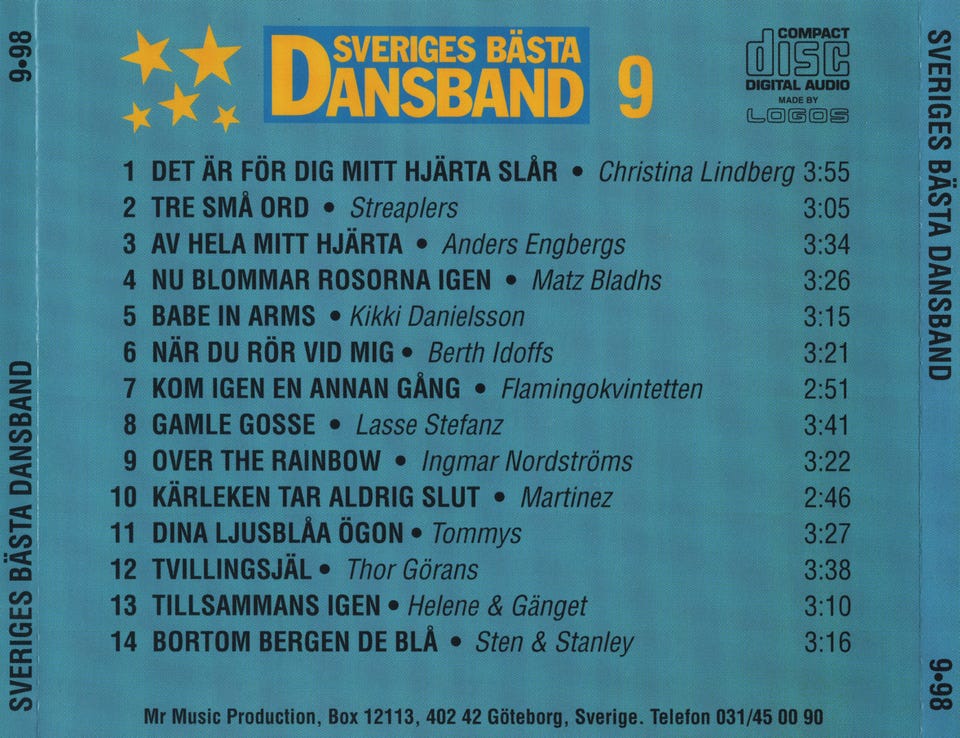 9•98
SVERIGES BÄSTA DANSBAND
SVERIGES BÄSTA
DANSBAND 9
COMPACT
disc
DIGITAL AUDIO
MADE BY
LOGOS
1 DET ÄR FÖR DIG MITT HJÄRTA SLÅR • Christina Lindberg 3:55
2 TRE SMÅ ORD • Streaplers 3:05
3 AV HELA MITT HJÄRTA • Anders Engbergs 3:34
4 NU BLOMMAR ROSORNA IGEN • Matz Bladhs 3:26
5 BABE IN ARMS • Kikki Danielsson 3:15
6 NÄR DU RÖR VID MIG • Berth Idoffs 3:21
7 KOM IGEN EN ANNAN GÅNG • Flamingokvintetten 2:51
8 GAMLE GOSSE • Lasse Stefanz 3:41
9 OVER THE RAINBOW • Ingmar Nordströms 3:22
10 KÄRLEKEN TAR ALDRIG SLUT • Martinez 2:46
11 DINA LJUSBLÅA ÖGON • Tommys 3:27
12 TVILLINGSJÄL • Thor Görans 3:38
13 TILLSAMMANS IGEN • Helene & Gänget 3:10
14 BORTOM BERGEN DE BLÅ • Sten & Stanley 3:16
Mr Music Production, Box 12113, 402 42 Göteborg, Sverige. Telefon 031/45 00 90
SVERIGES BÄSTA DANSBAND
9•98